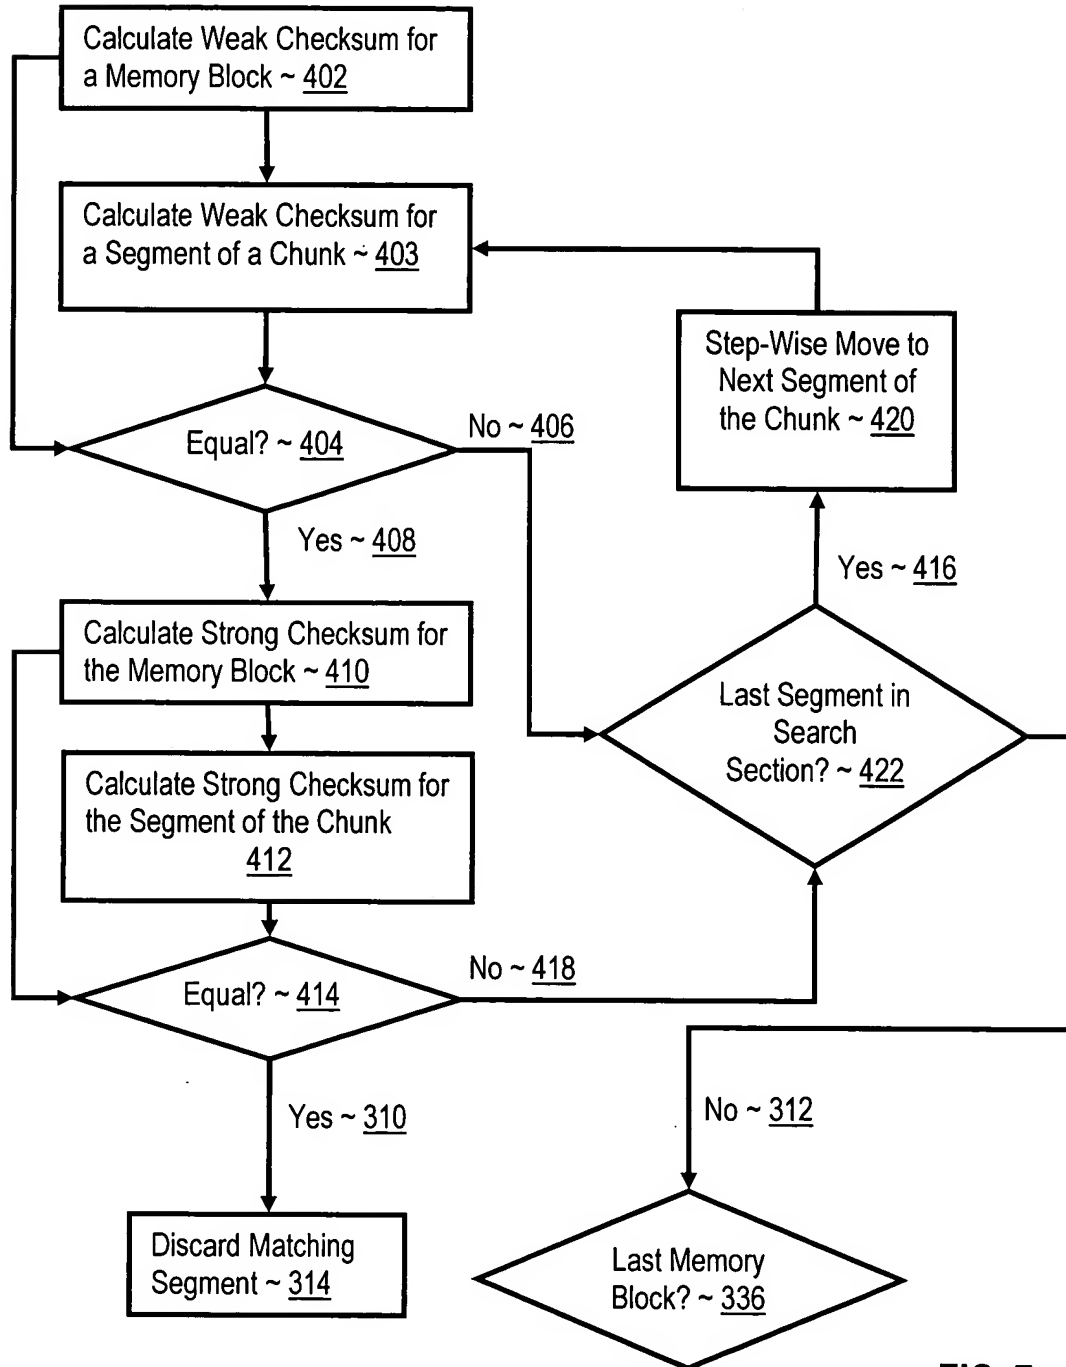 Calculate Weak Checksum for
a Memory Block ~ 402
Calculate Weak Checksum for
a Segment of a Chunk ~ 403
Equal? ~ 404
No ~ 406
Yes ~ 408
Step-Wise Move to
Next Segment of
the Chunk ~ 420
Yes ~ 416
Calculate Strong Checksum for
the Memory Block ~ 410
Last Segment in
Search
Section? ~ 422
Calculate Strong Checksum for
the Segment of the Chunk
412
Equal? ~ 414
No ~ 418
Yes ~ 310
No ~ 312
Discard Matching
Segment ~ 314
Last Memory
Block? ~ 336